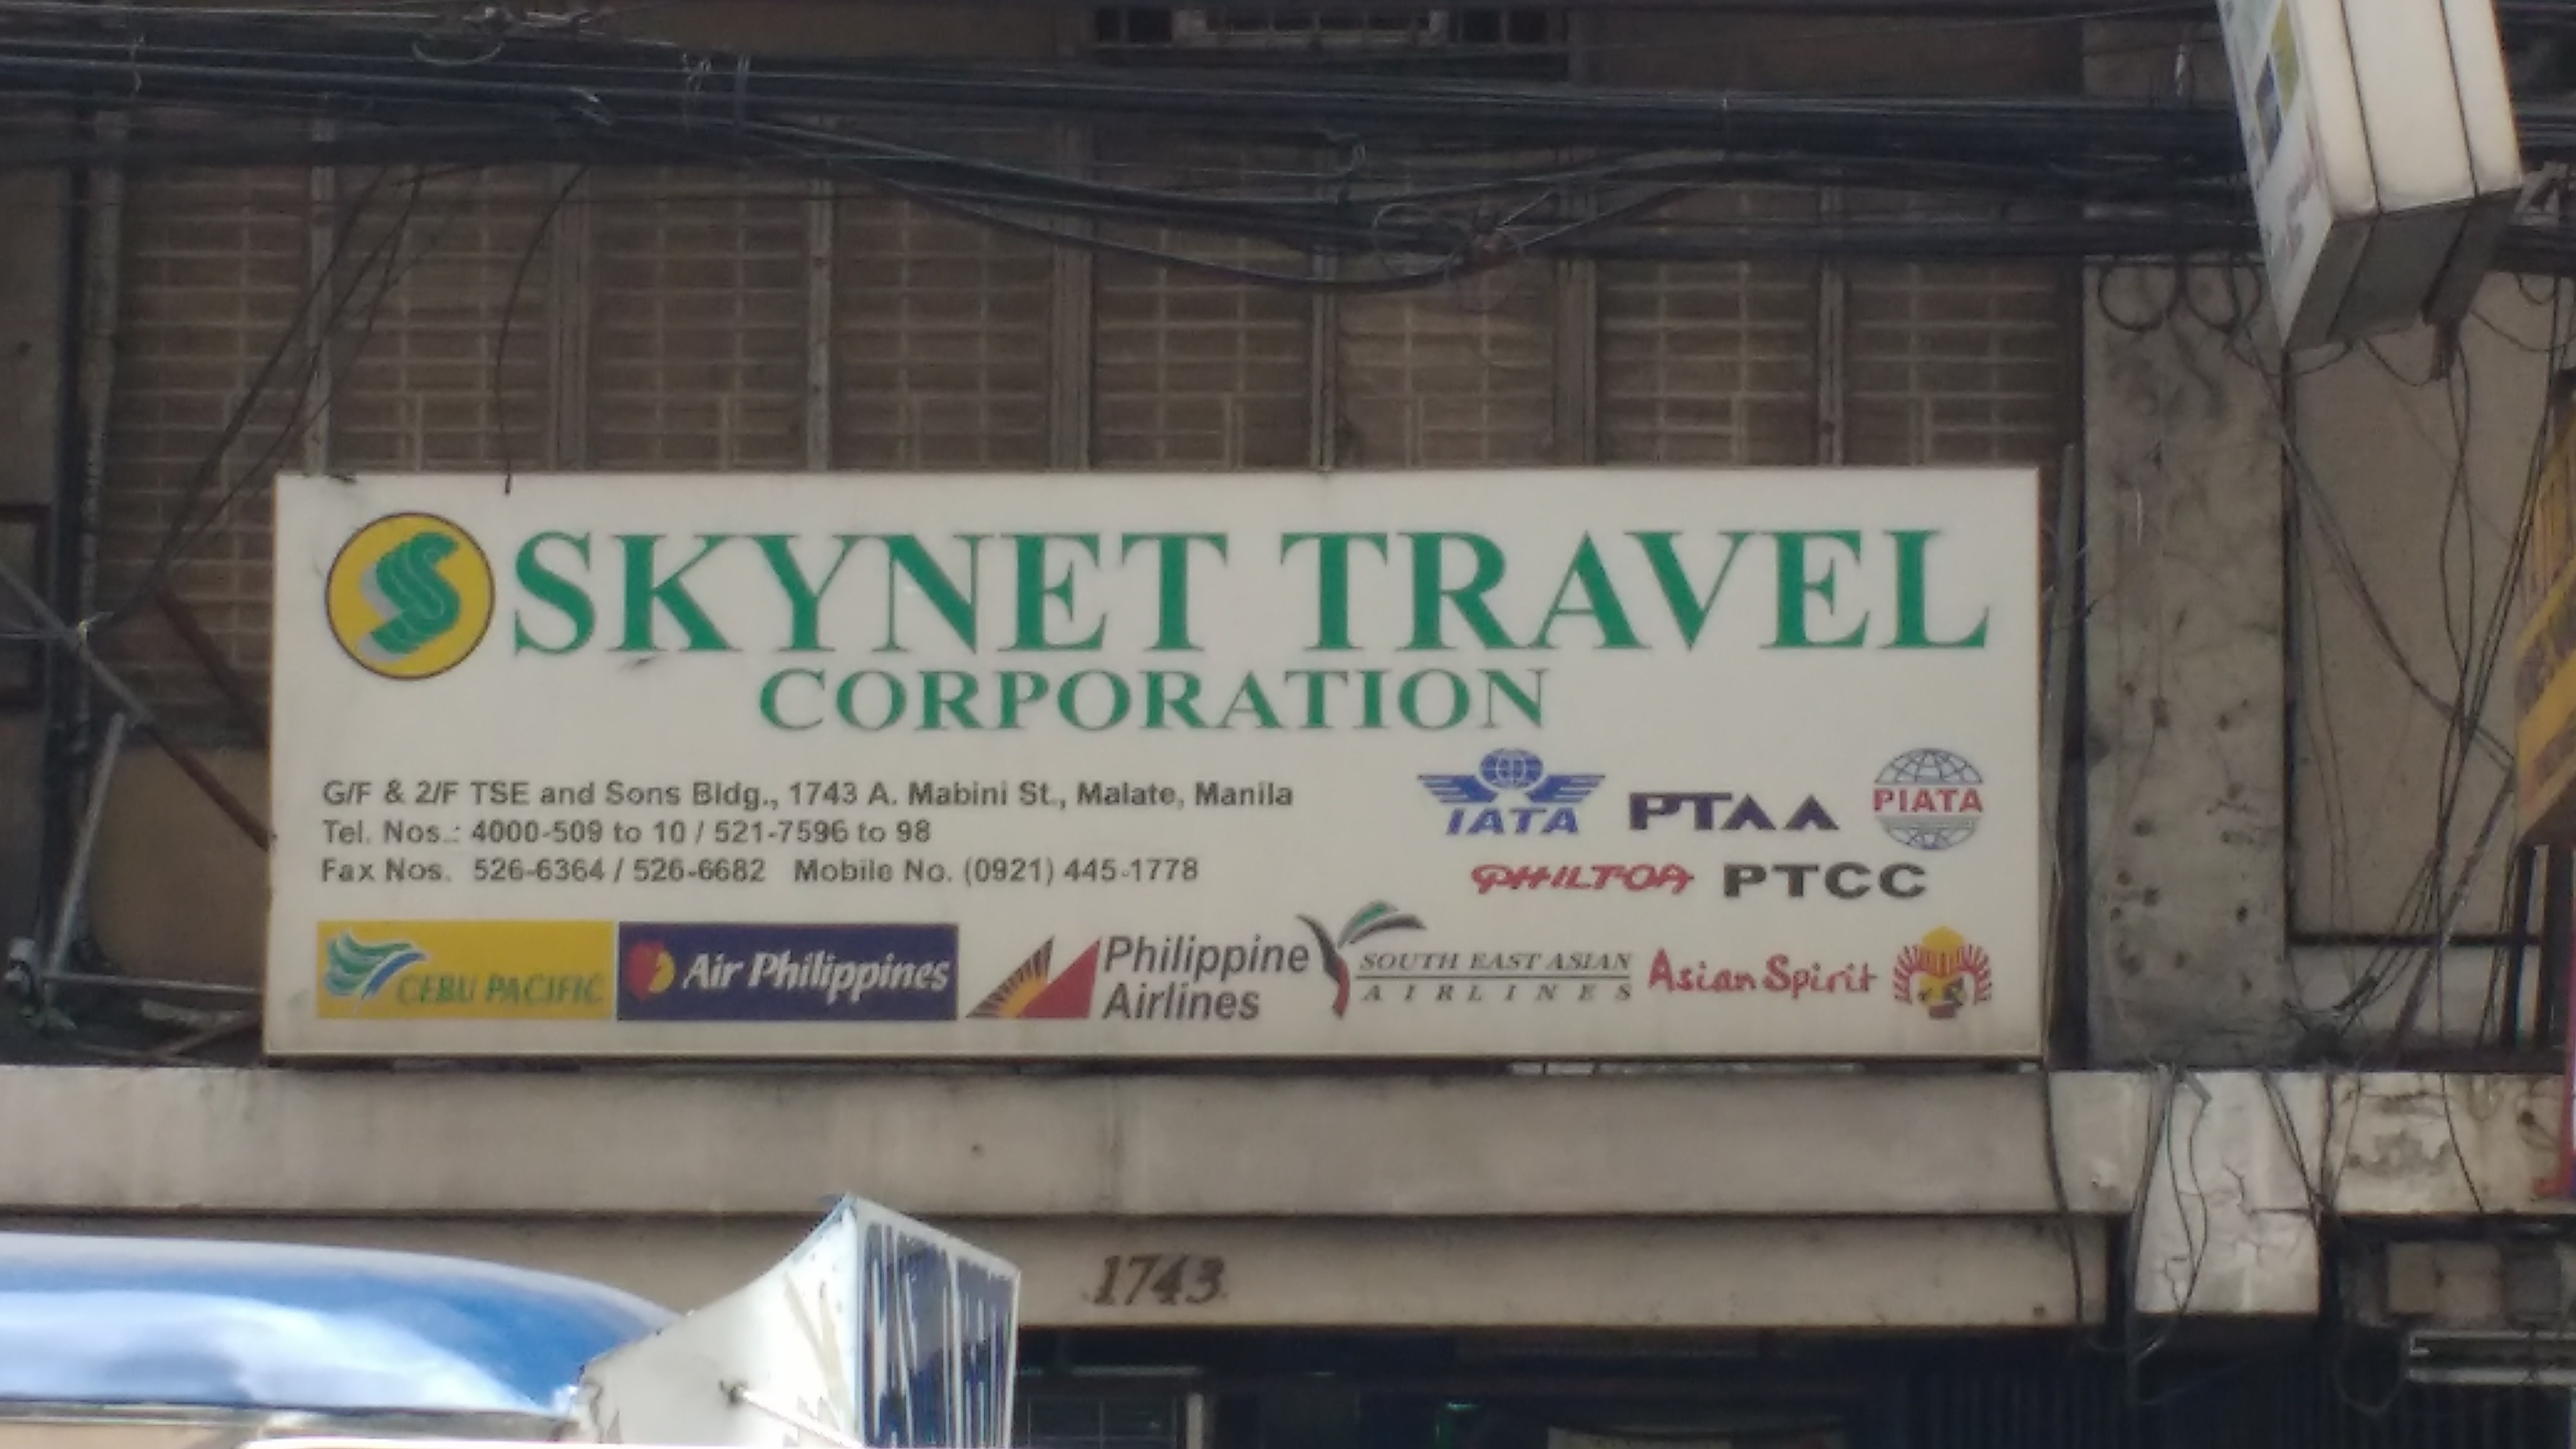 SKYNET TRAVEL
CORPORATION
G/F & 2/F TSE and Sons Bldg., 1743 A. Mabini St., Malate, Manila
Tel. Nos.: 4000-509 to 10 / 521-7596 to 98
Fax Nos. 526-6364 / 526-6682 Mobile No. (0921) 445-1778
IATA PTAA PIATA
PHILTOA PTCC
CEBU PACIFIC Air Philippines Philippine Airlines SOUTH EAST ASIAN AIRLINES Asian Spirit
1743